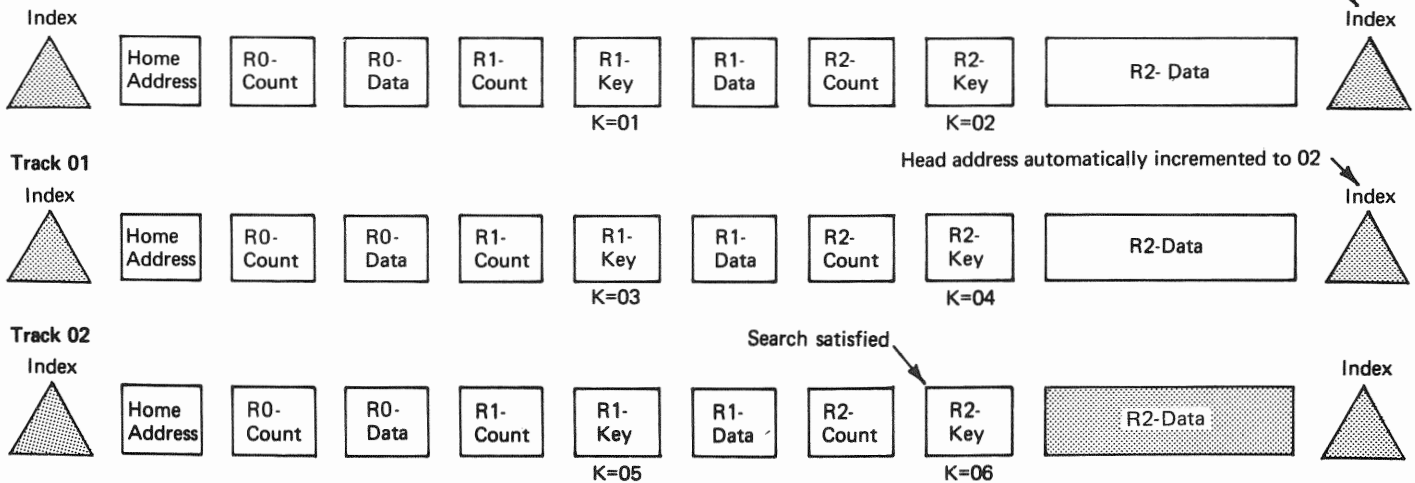 Index Index
Home Address R0-Count R0-Data R1-Count R1-Key R1-Data R2-Count R2-Key R2- Data
K=01 K=02
Track 01 Head address automatically incremented to 02
Index Index
Home Address R0-Count R0-Data R1-Count R1-Key R1-Data R2-Count R2-Key R2-Data
K=03 K=04
Track 02 Search satisfied
Index Index
Home Address R0-Count R0-Data R1-Count R1-Key R1-Data R2-Count R2-Key R2-Data
K=05 K=06